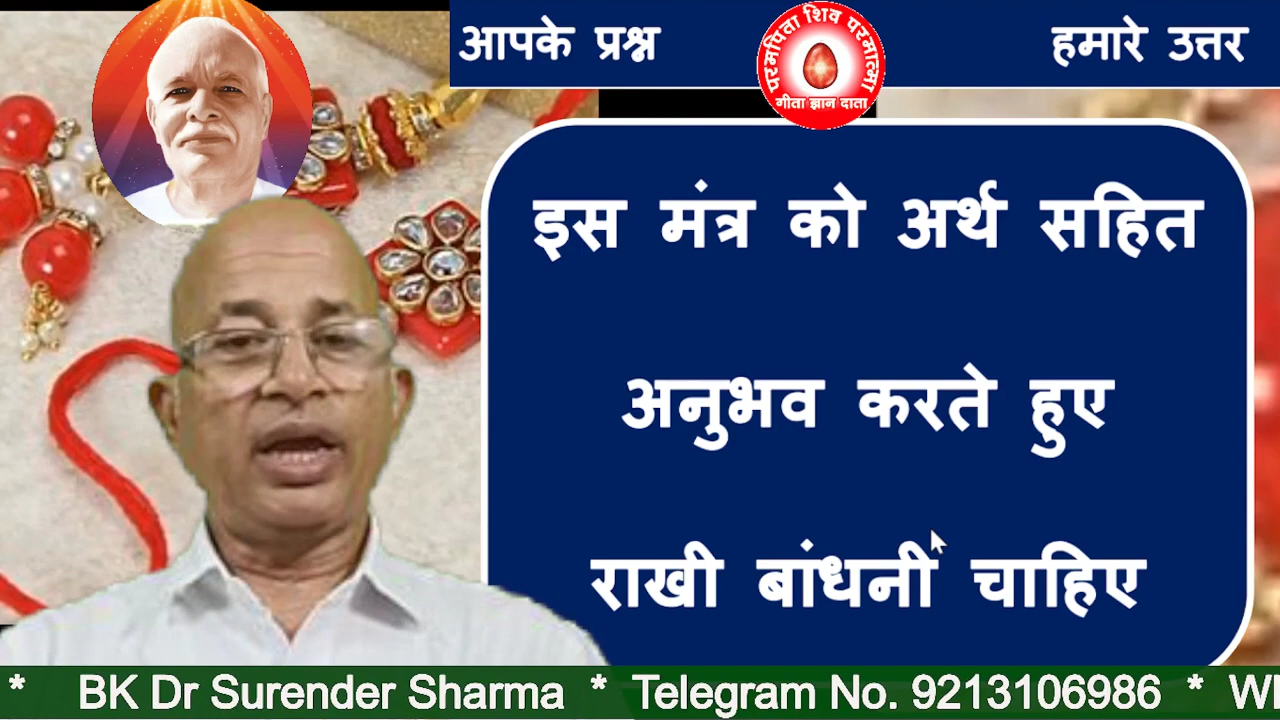 आपके प्रश्न
परमपिता शिव परमात्मा
गीता ज्ञान दाता
हमारे उत्तर
इस मंत्र को अर्थ सहित
अनुभव करते हुए
राखी बांधनी चाहिए
* BK Dr Surender Sharma * Telegram No. 9213106986 *